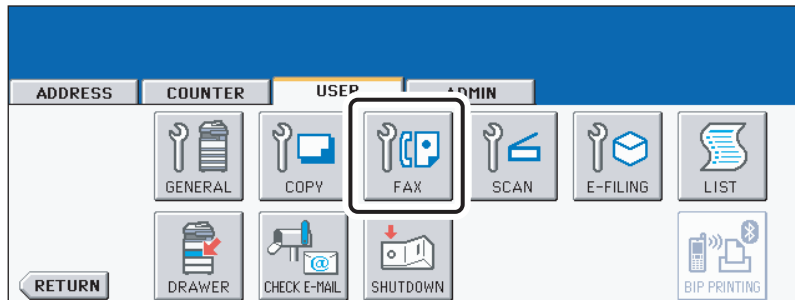 ADDRESS COUNTER USER ADMIN
GENERAL COPY FAX SCAN E-FILING LIST
DRAWER CHECK E-MAIL SHUTDOWN BIP PRINTING
RETURN